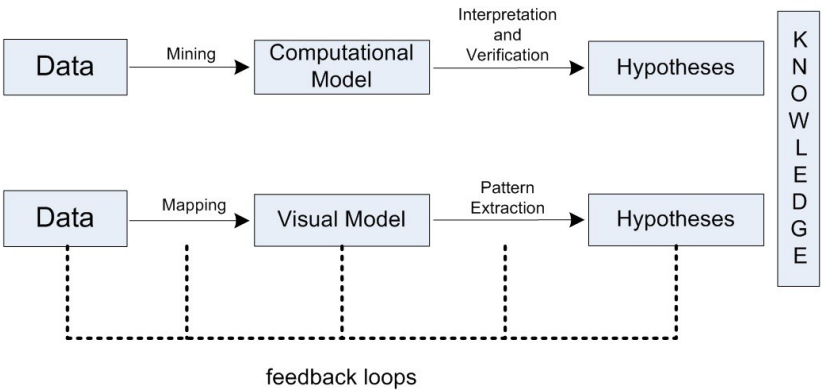 Data
Mining
Computational
Model
Interpretation
and
Verification
Hypotheses
Data
Mapping
Visual Model
Pattern
Extraction
Hypotheses
K
N
O
W
L
E
D
G
E
feedback loops